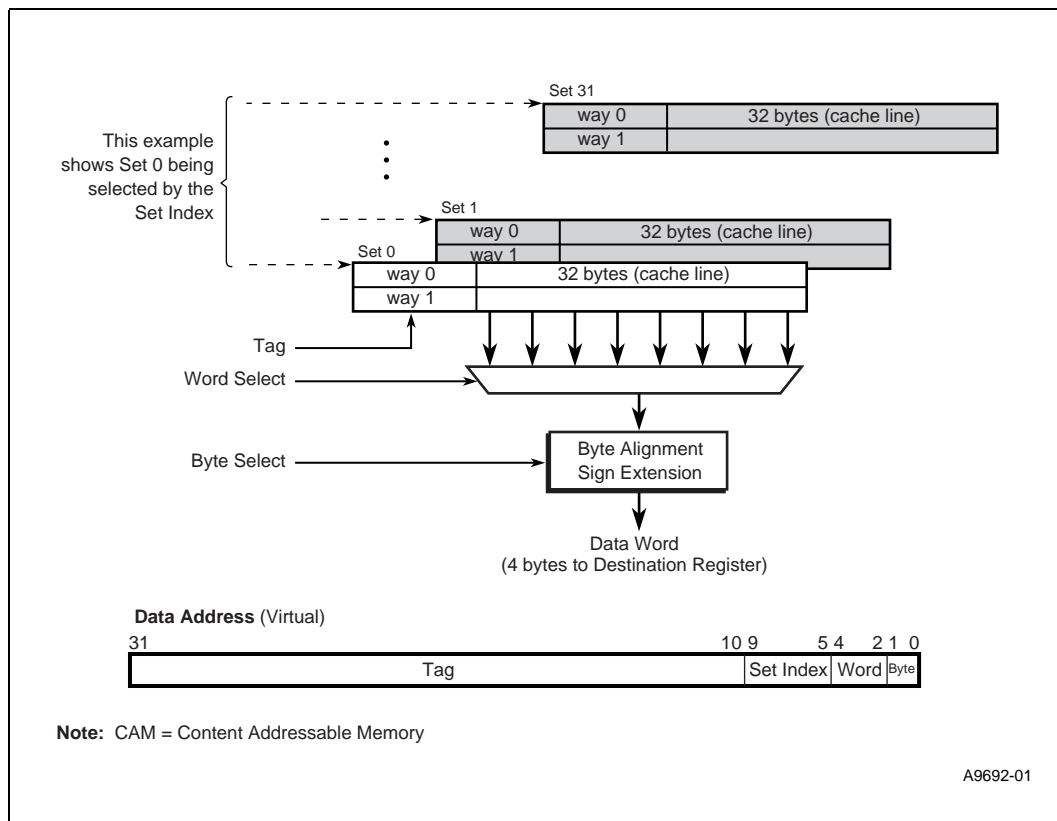 Set 31
way 0 32 bytes (cache line)
way 1
This example
shows Set 0 being
selected by the
Set Index
Set 1
way 0 32 bytes (cache line)
way 1
Set 0
way 0 32 bytes (cache line)
way 1
Tag
Word Select
Byte Select
Byte Alignment
Sign Extension
Data Word
(4 bytes to Destination Register)
Data Address (Virtual)
31 10 9 5 4 2 1 0
Tag Set Index Word Byte
Note: CAM = Content Addressable Memory
A9692-01